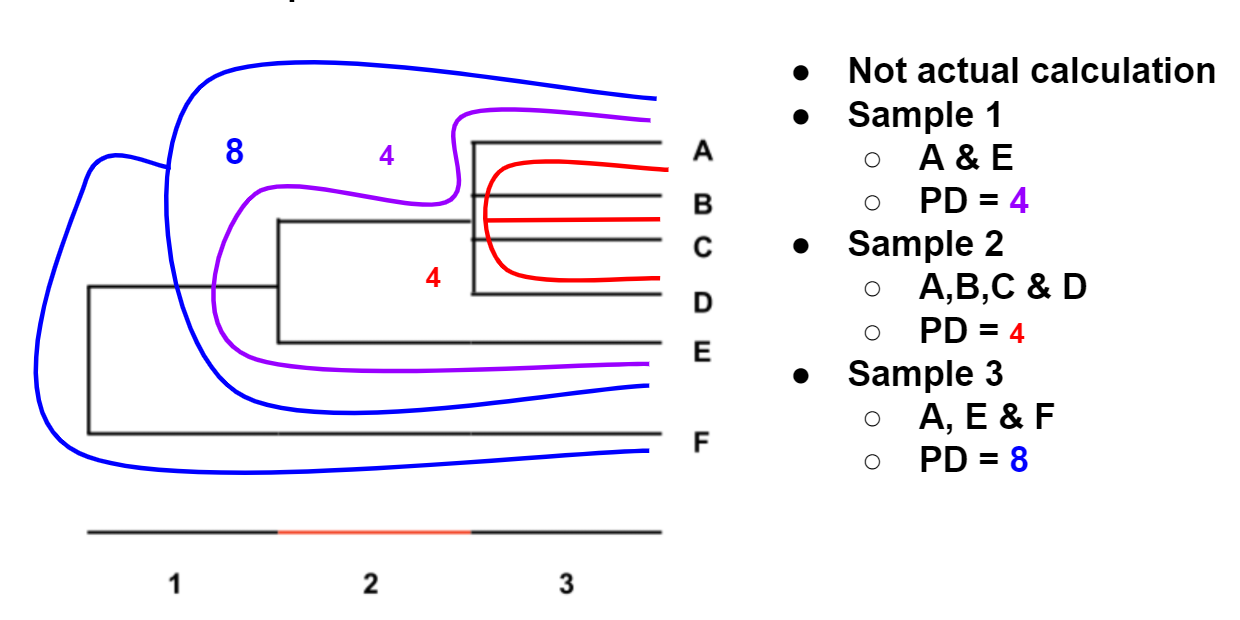 8
4
4
A
B
C
D
E
F
1 2 3
● Not actual calculation
● Sample 1
○ A & E
○ PD = 4
● Sample 2
○ A,B,C & D
○ PD = 4
● Sample 3
○ A, E & F
○ PD = 8